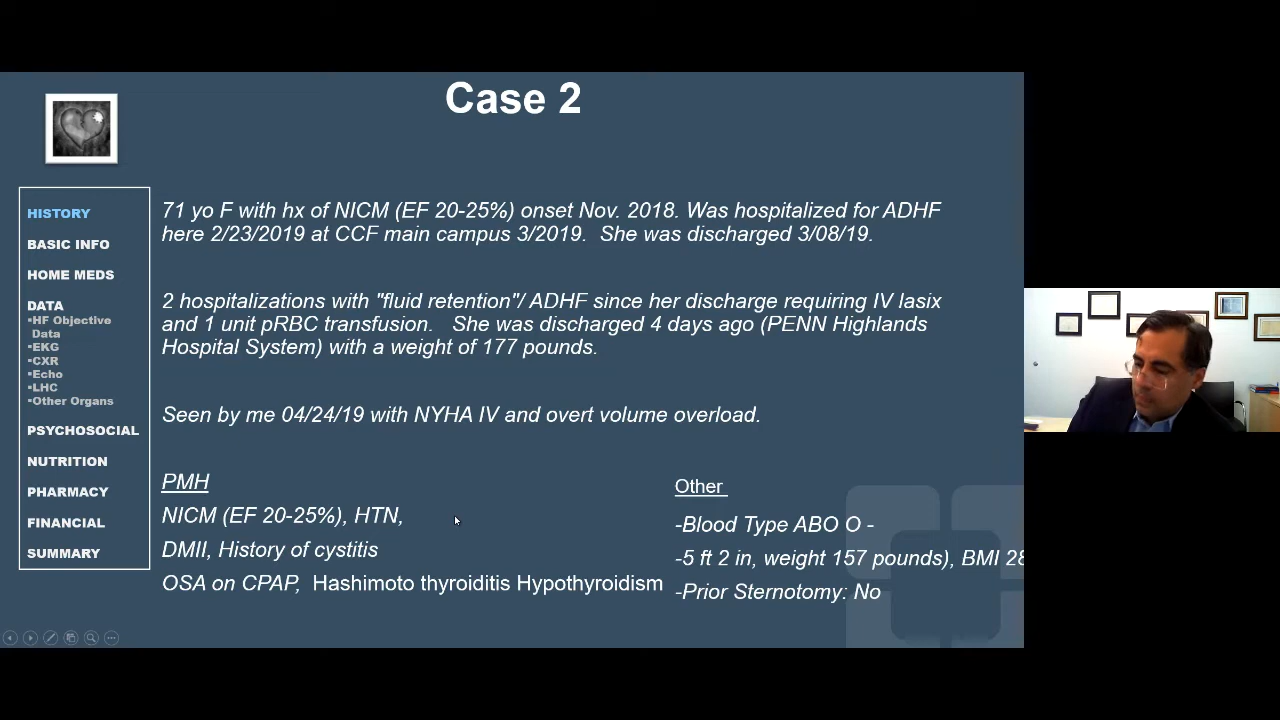 Case 2
HISTORY
BASIC INFO
HOME MEDS
DATA
▪HF Objective
Data
▪EKG
▪CXR
▪Echo
▪LHC
▪Other Organs
PSYCHOSOCIAL
NUTRITION
PHARMACY
FINANCIAL
SUMMARY
71 yo F with hx of NICM (EF 20-25%) onset Nov. 2018. Was hospitalized for ADHF
here 2/23/2019 at CCF main campus 3/2019.  She was discharged 3/08/19.
2 hospitalizations with "fluid retention"/ ADHF since her discharge requiring IV lasix
and 1 unit pRBC transfusion.   She was discharged 4 days ago (PENN Highlands
Hospital System) with a weight of 177 pounds.
Seen by me 04/24/19 with NYHA IV and overt volume overload.
PMH
NICM (EF 20-25%), HTN,
DMII, History of cystitis
OSA on CPAP,  Hashimoto thyroiditis Hypothyroidism
Other
-Blood Type ABO O -
-5 ft 2 in, weight 157 pounds), BMI 28
-Prior Sternotomy: No